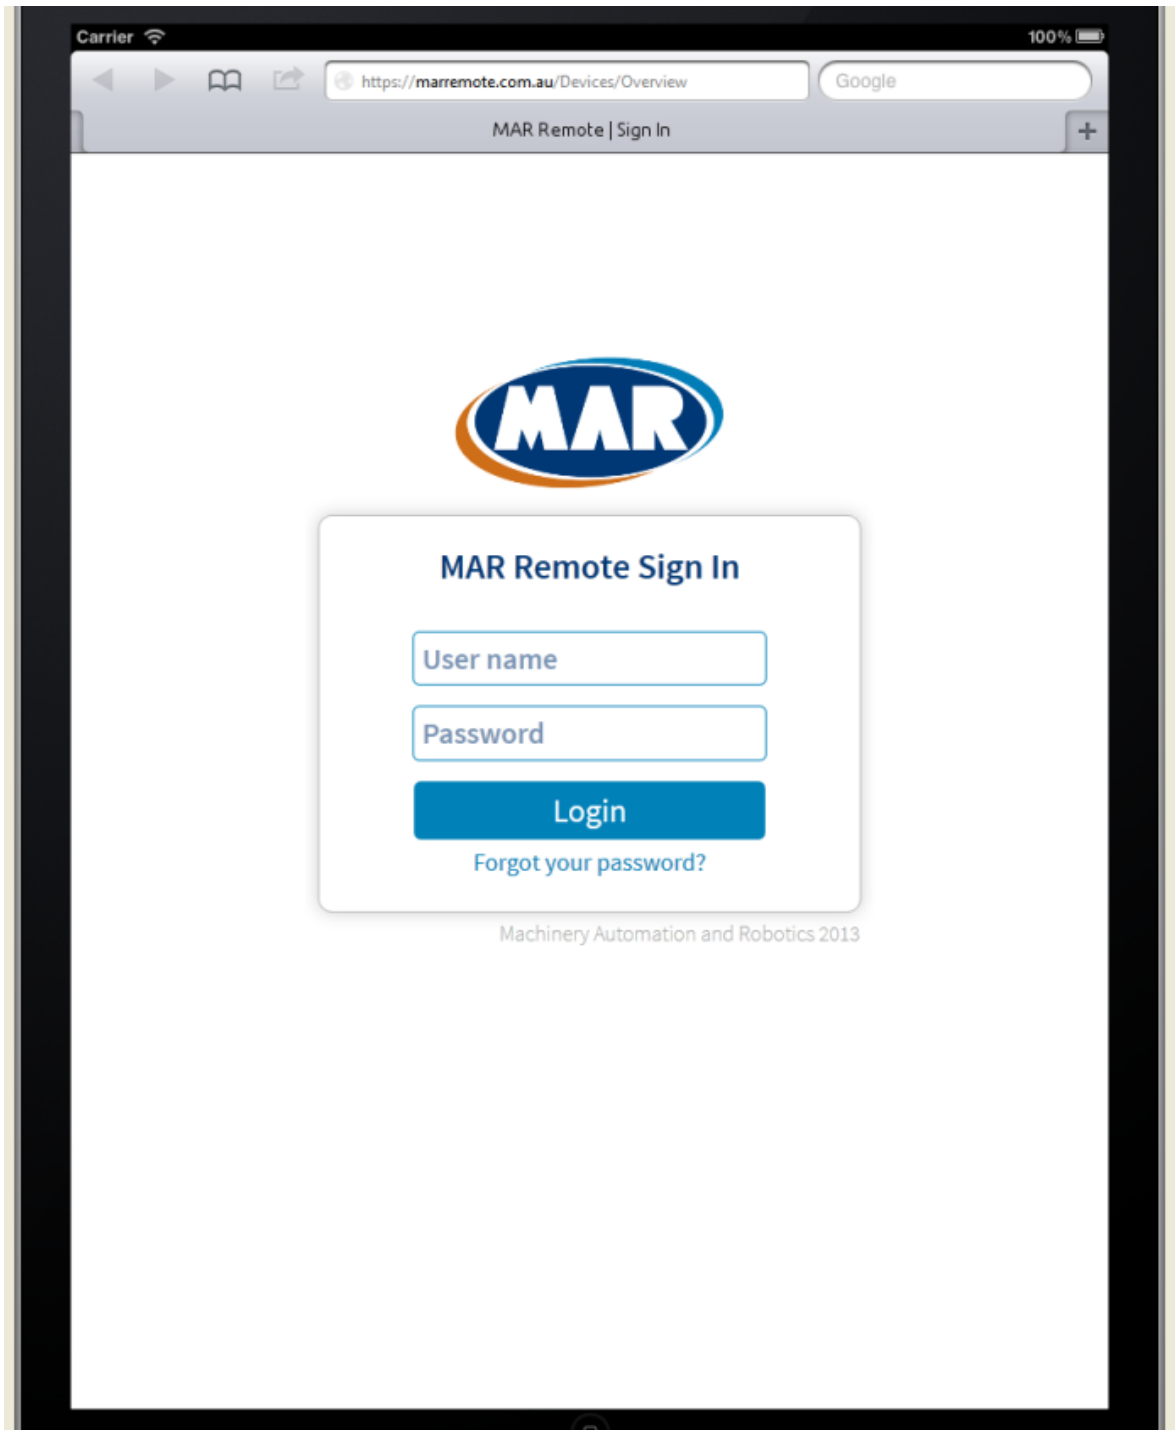 Carrier 100%
https://marremote.com.au/Devices/Overview Google
MAR Remote | Sign In +
MAR
MAR Remote Sign In
User name
Password
Login
Forgot your password?
Machinery Automation and Robotics 2013